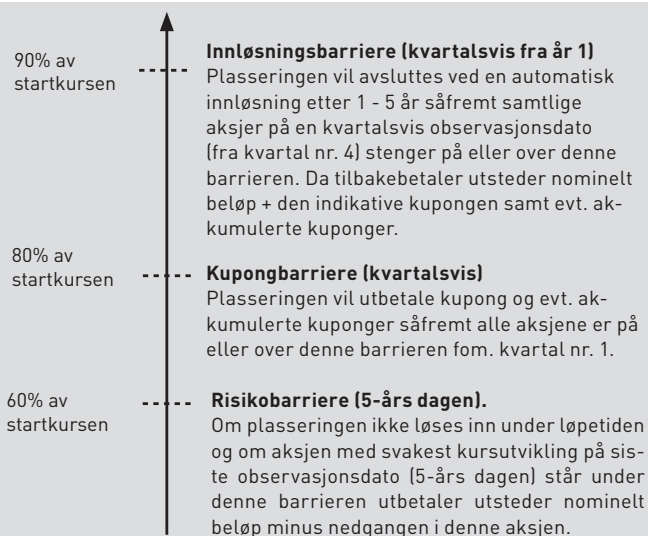 90% av
startkursen
Innløsningsbarriere (kvartalsvis fra år 1)
Plasseringen vil avsluttes ved en automatisk
innløsning etter 1 - 5 år såfremt samtlige
aksjer på en kvartalsvis observasjonsdato
(fra kvartal nr. 4) stenger på eller over denne
barrieren. Da tilbakebetaler utsteder nominelt
beløp + den indikative kupongen samt evt. ak-
kumulerte kuponger.
80% av
startkursen
Kupongbarriere (kvartalsvis)
Plasseringen vil utbetale kupong og evt. ak-
kumulerte kuponger såfremt alle aksjene er på
eller over denne barrieren fom. kvartal nr. 1.
60% av
startkursen
Risikobarriere (5-års dagen).
Om plasseringen ikke løses inn under løpetiden
og om aksjen med svakest kursutvikling på sis-
te observasjonsdato (5-års dagen) står under
denne barrieren utbetaler utsteder nominelt
beløp minus nedgangen i denne aksjen.